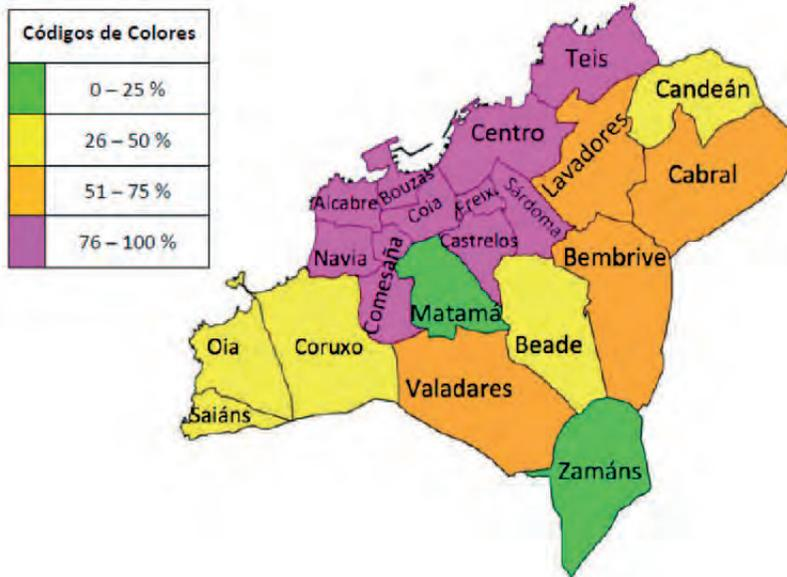 Códigos de Colores
0 – 25 %
26 – 50 %
51 – 75 %
76 – 100 %
Teis
Candeán
Centro
Lavadores
Cabral
Bouzas
Alcabre
Coia
Freixi
Sárdoma
Navia
Comesaña
Castrelos
Bembrive
Matamá
Oia
Coruxo
Beade
Valadares
Saiáns
Zamáns